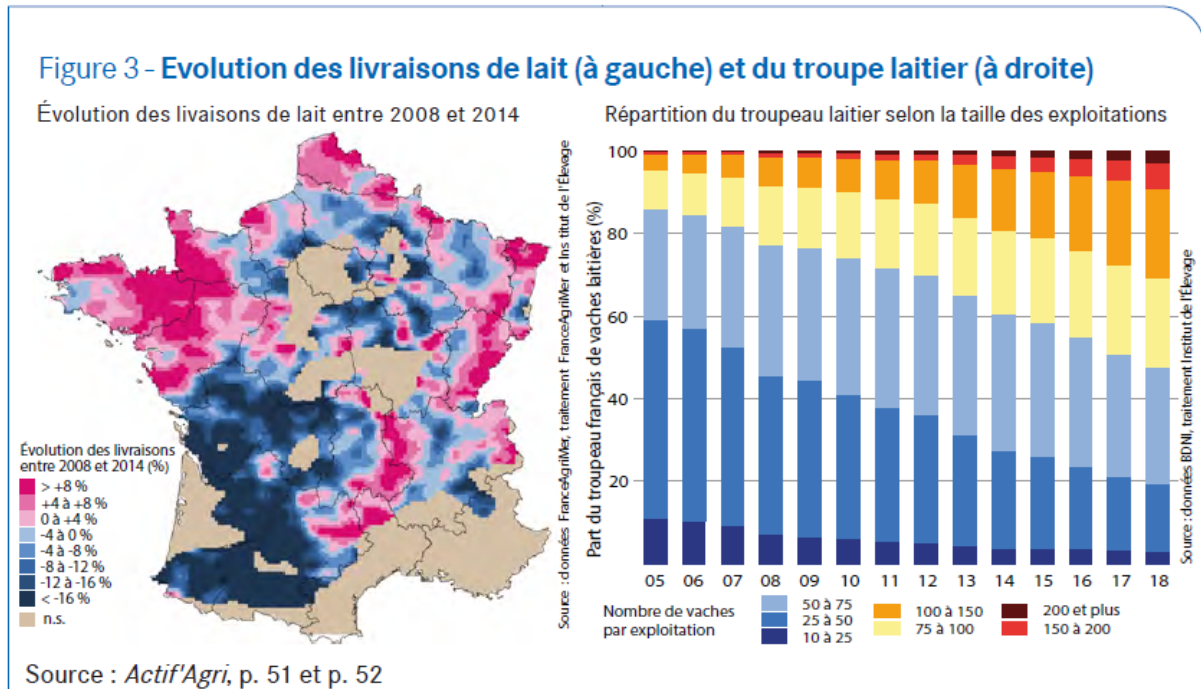 Figure 3 - Evolution des livraisons de lait (à gauche) et du troupe laitier (à droite)
Évolution des livaisons de lait entre 2008 et 2014
Évolution des livraisons
entre 2008 et 2014 (%)
> +8 %
+4 à +8 %
0 à +4 %
-4 à 0 %
-4 à -8 %
-8 à -12 %
-12 à -16 %
< -16 %
n.s.
Source : données FranceAgriMer, traitement FranceAgriMer et Institut de l'Élevage
Répartition du troupeau laitier selon la taille des exploitations
Part du troupeau français de vaches laitières (%)
100
80
60
40
20
05 06 07 08 09 10 11 12 13 14 15 16 17 18
Nombre de vaches
par exploitation
50 à 75
25 à 50
10 à 25
100 à 150
75 à 100
200 et plus
150 à 200
Source : données BDNI, traitement Institut de l'Élevage
Source : Actif'Agri, p. 51 et p. 52